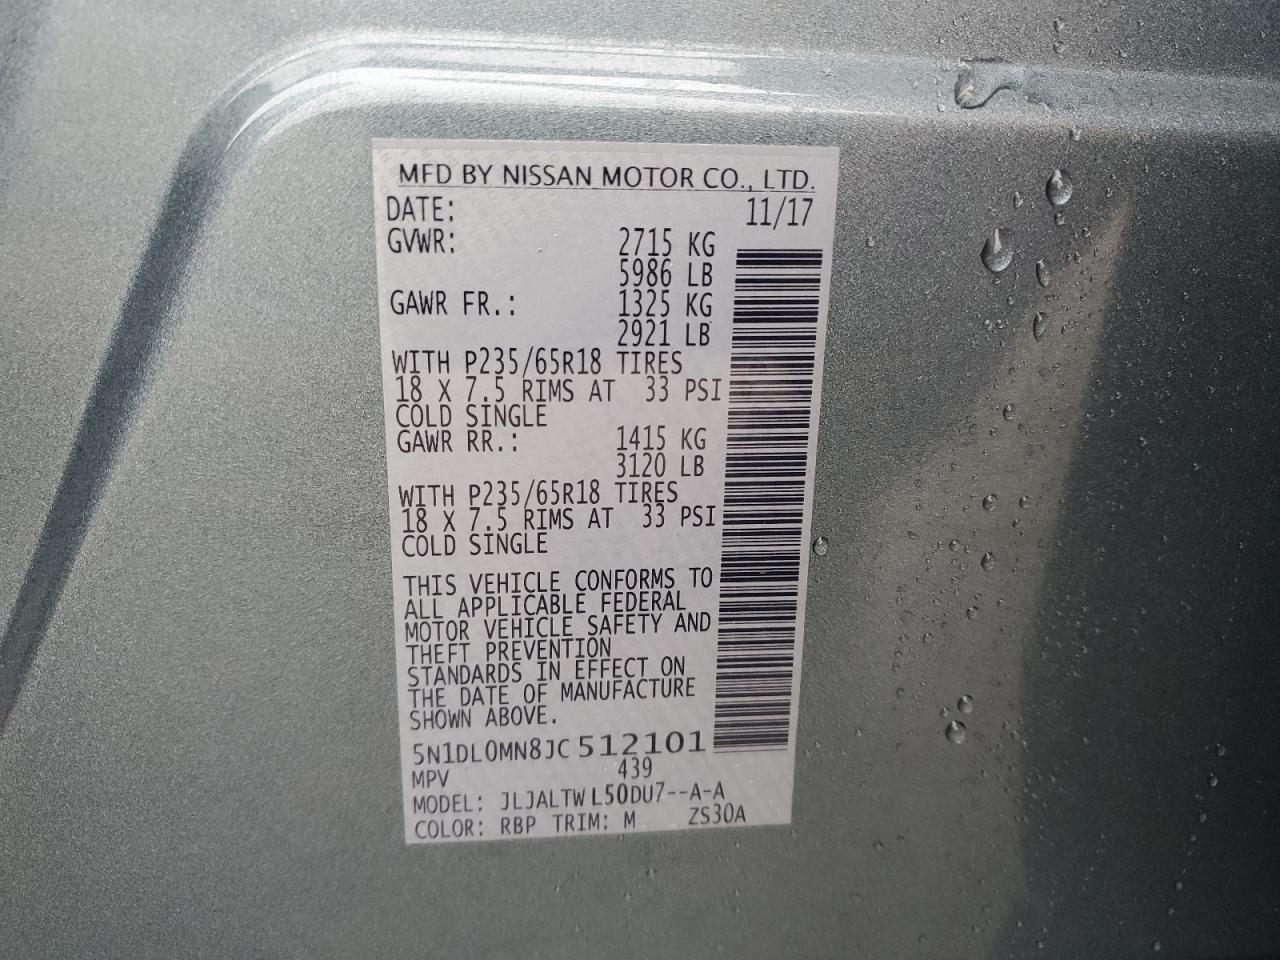 MFD BY NISSAN MOTOR CO., LTD.
DATE: 11/17
GVWR: 2715 KG
5986 LB
GAWR FR.: 1325 KG
2921 LB
WITH P235/65R18 TIRES
18 X 7.5 RIMS AT 33 PSI
COLD SINGLE
GAWR RR.: 1415 KG
3120 LB
WITH P235/65R18 TIRES
18 X 7.5 RIMS AT 33 PSI
COLD SINGLE
THIS VEHICLE CONFORMS TO
ALL APPLICABLE FEDERAL
MOTOR VEHICLE SAFETY AND
THEFT PREVENTION
STANDARDS IN EFFECT ON
THE DATE OF MANUFACTURE
SHOWN ABOVE.
5N1DL0MN8JC 512101
MPV 439
MODEL: JLJALTWL50DU7--A-A
COLOR: RBP TRIM: M ZS30A